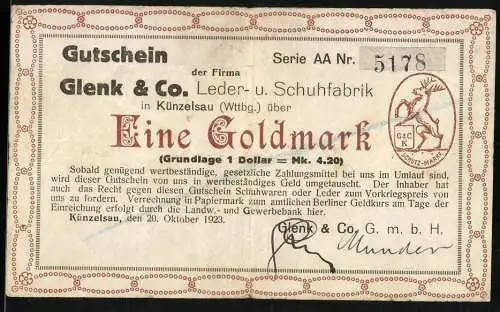 Gutschein
Serie AA Nr. 5178
der Firma
Glenk & Co. Leder- u. Schuhfabrik
in Künzelsau (Wttbg.) über
Eine Goldmark
(Grundlage 1 Dollar = Mk. 4.20)
G&C
K
SCHUTZ-MARKE
Sobald genügend wertbeständige, gesetzliche Zahlungsmittel bei uns im Umlauf sind,
wird dieser Gutschein von uns in wertbeständiges Geld umgetauscht. Der Inhaber hat
auch das Recht gegen diesen Gutschein Schuhwaren oder Leder zum Vorkriegspreis von
uns zu fordern. Verrechnung in Papiermark zum amtlichen Berliner Geldkurs am Tage der
Einreichung erfolgt durch die Landw.- und Gewerbebank hier.
Künzelsau, den 20. Oktober 1923.
Glenk & Co. G. m. b. H.